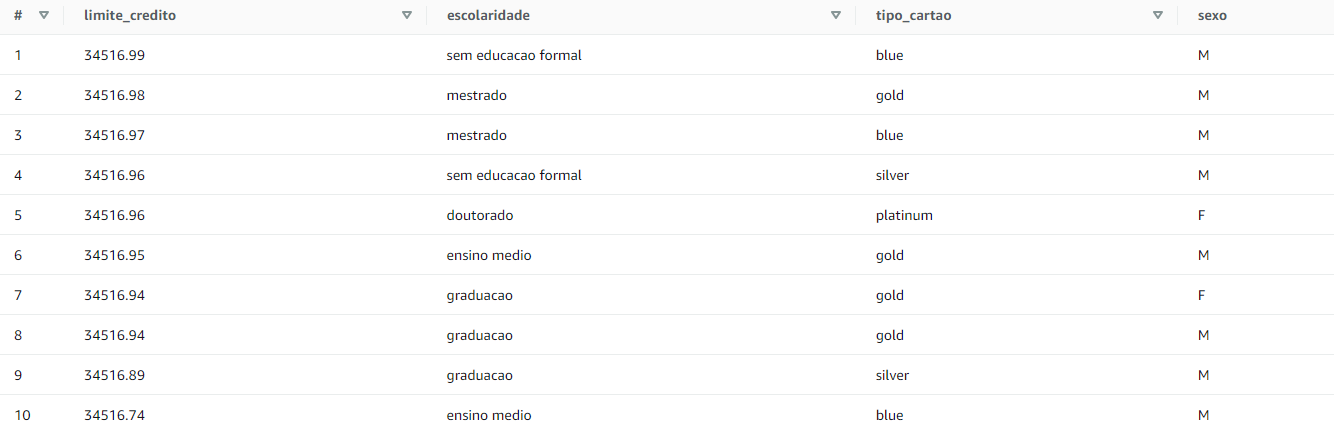 # limite_credito escolaridade tipo_cartao sexo
1 34516.99 sem educacao formal blue M
2 34516.98 mestrado gold M
3 34516.97 mestrado blue M
4 34516.96 sem educacao formal silver M
5 34516.96 doutorado platinum F
6 34516.95 ensino medio gold M
7 34516.94 graduacao gold F
8 34516.94 graduacao gold M
9 34516.89 graduacao silver M
10 34516.74 ensino medio blue M